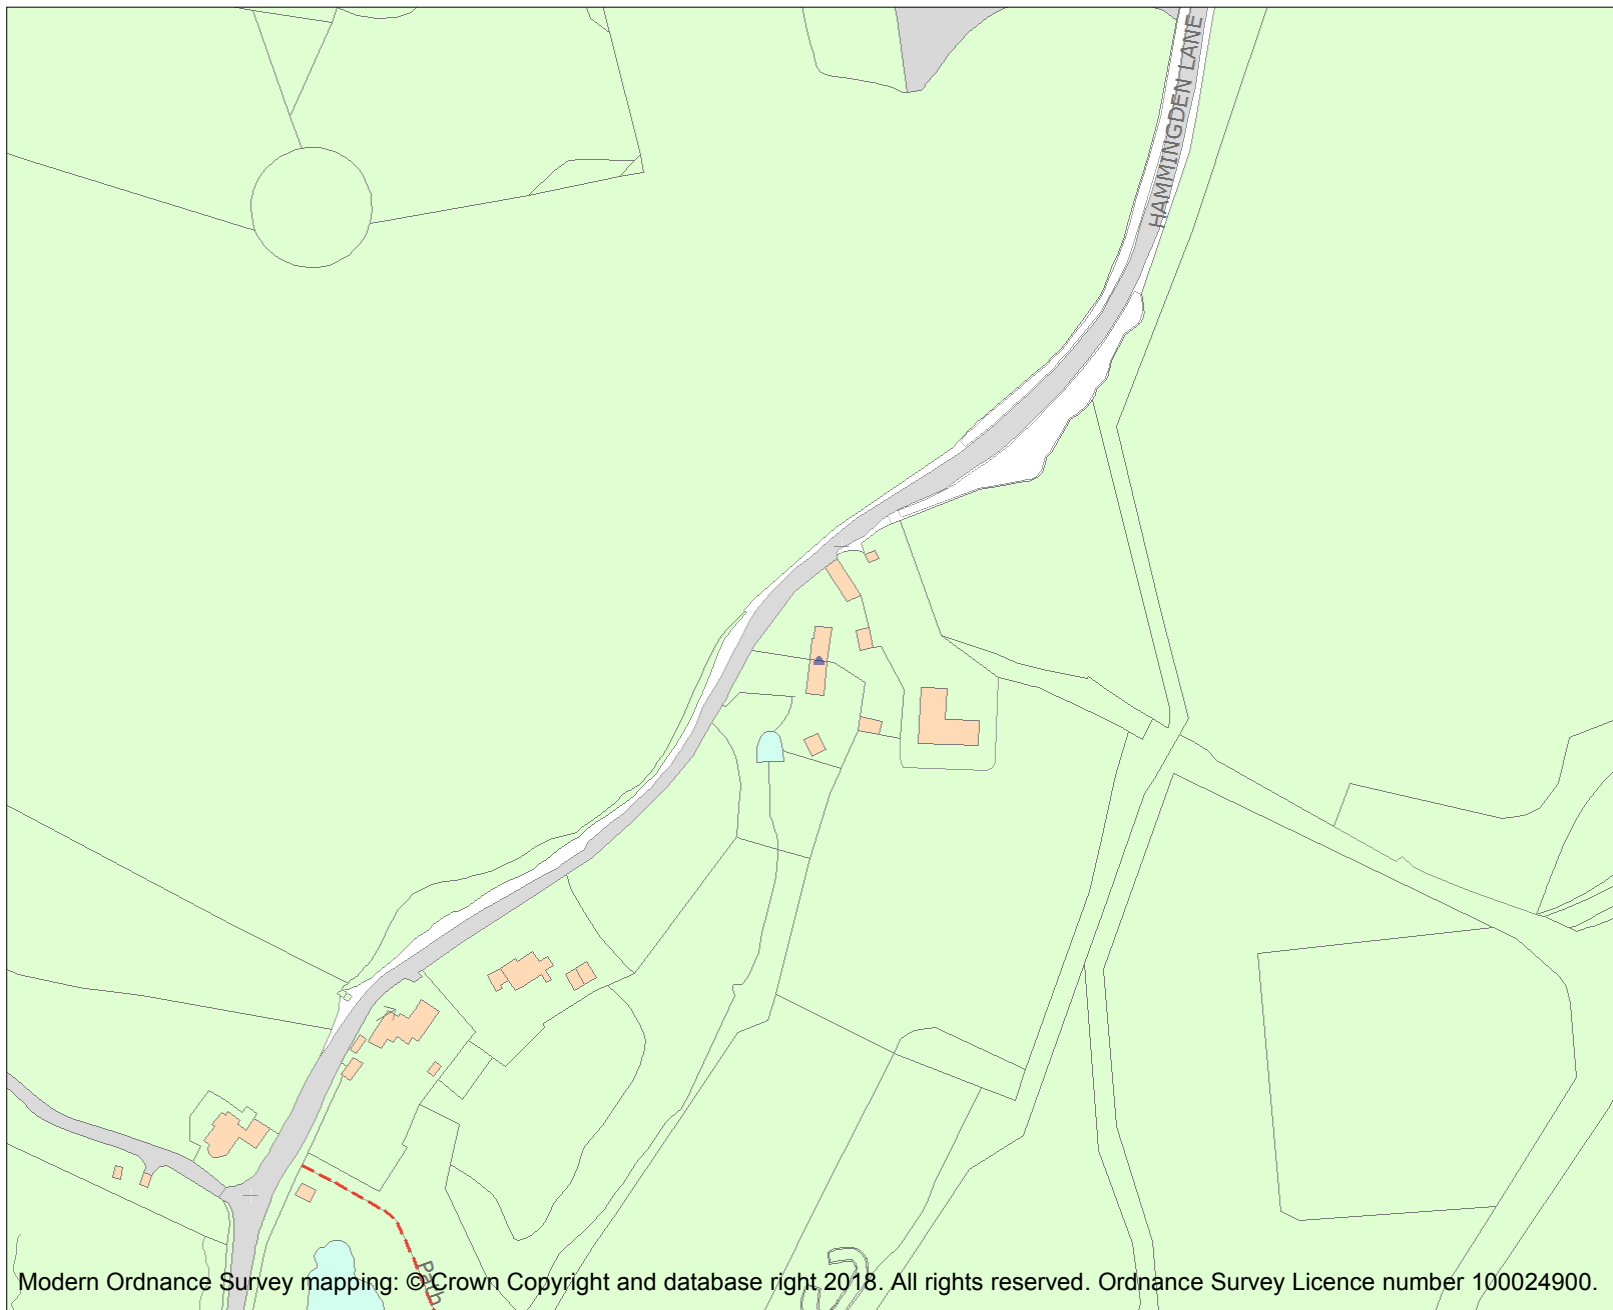 HAMMINGDEN LANE
Path
Modern Ordnance Survey mapping: © Crown Copyright and database right 2018. All rights reserved. Ordnance Survey Licence number 100024900.